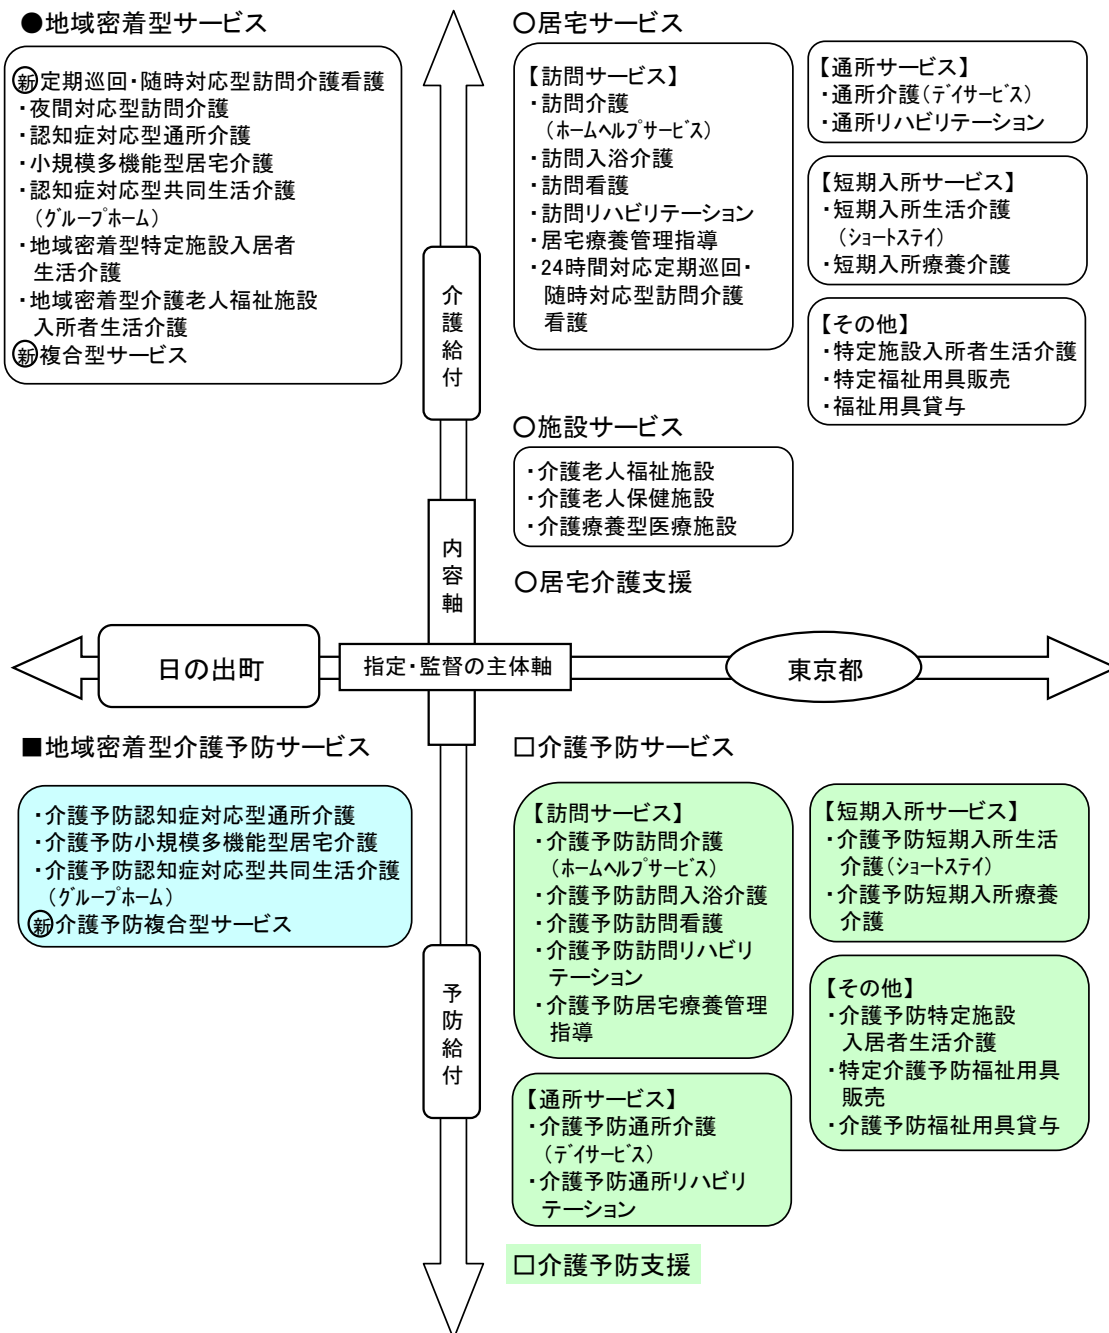 ●地域密着型サービス
㊟定期巡回・随時対応型訪問介護看護
・夜間対応型訪問介護
・認知症対応型通所介護
・小規模多機能型居宅介護
・認知症対応型共同生活介護
(グループホーム)
・地域密着型特定施設入居者
生活介護
・地域密着型介護老人福祉施設
入所者生活介護
新複合型サービス
介護給付
○居宅サービス
【訪問サービス】
・訪問介護
(ホームヘルプサービス)
・訪問入浴介護
・訪問看護
・訪問リハビリテーション
・居宅療養管理指導
・24時間対応定期巡回・
随時対応型訪問介護
看護
【通所サービス】
・通所介護(デイサービス)
・通所リハビリテーション
【短期入所サービス】
・短期入所生活介護
(ショートステイ)
・短期入所療養介護
【その他】
・特定施設入所者生活介護
・特定福祉用具販売
・福祉用具貸与
○施設サービス
・介護老人福祉施設
・介護老人保健施設
・介護療養型医療施設
○居宅介護支援
内容軸
日の出町
指定・監督の主体軸
東京都
■地域密着型介護予防サービス
・介護予防認知症対応型通所介護
・介護予防小規模多機能型居宅介護
・介護予防認知症対応型共同生活介護
(グループホーム)
新介護予防複合型サービス
予防給付
□介護予防サービス
【訪問サービス】
・介護予防訪問介護
(ホームヘルプサービス)
・介護予防訪問入浴介護
・介護予防訪問看護
・介護予防訪問リハビリ
テーション
・介護予防居宅療養管理
指導
【通所サービス】
・介護予防通所介護
(デイサービス)
・介護予防通所リハビリ
テーション
【短期入所サービス】
・介護予防短期入所生活
介護(ショートステイ)
・介護予防短期入所療養
介護
【その他】
・介護予防特定施設
入居者生活介護
・特定介護予防福祉用具
販売
・介護予防福祉用具貸与
□介護予防支援